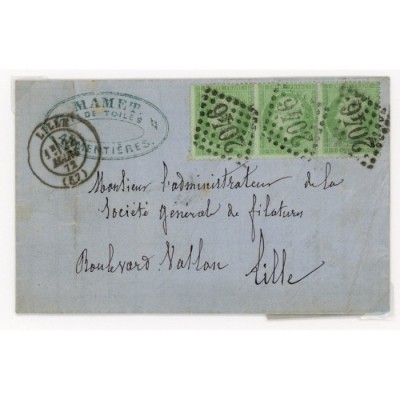 MAMET
DE TOILES
ENTIÈRES.
LILLE
(57)
2046
2046
2046
Monsieur l'administrateur de la
Société général de filatures
Boulevard Vallon
Lille